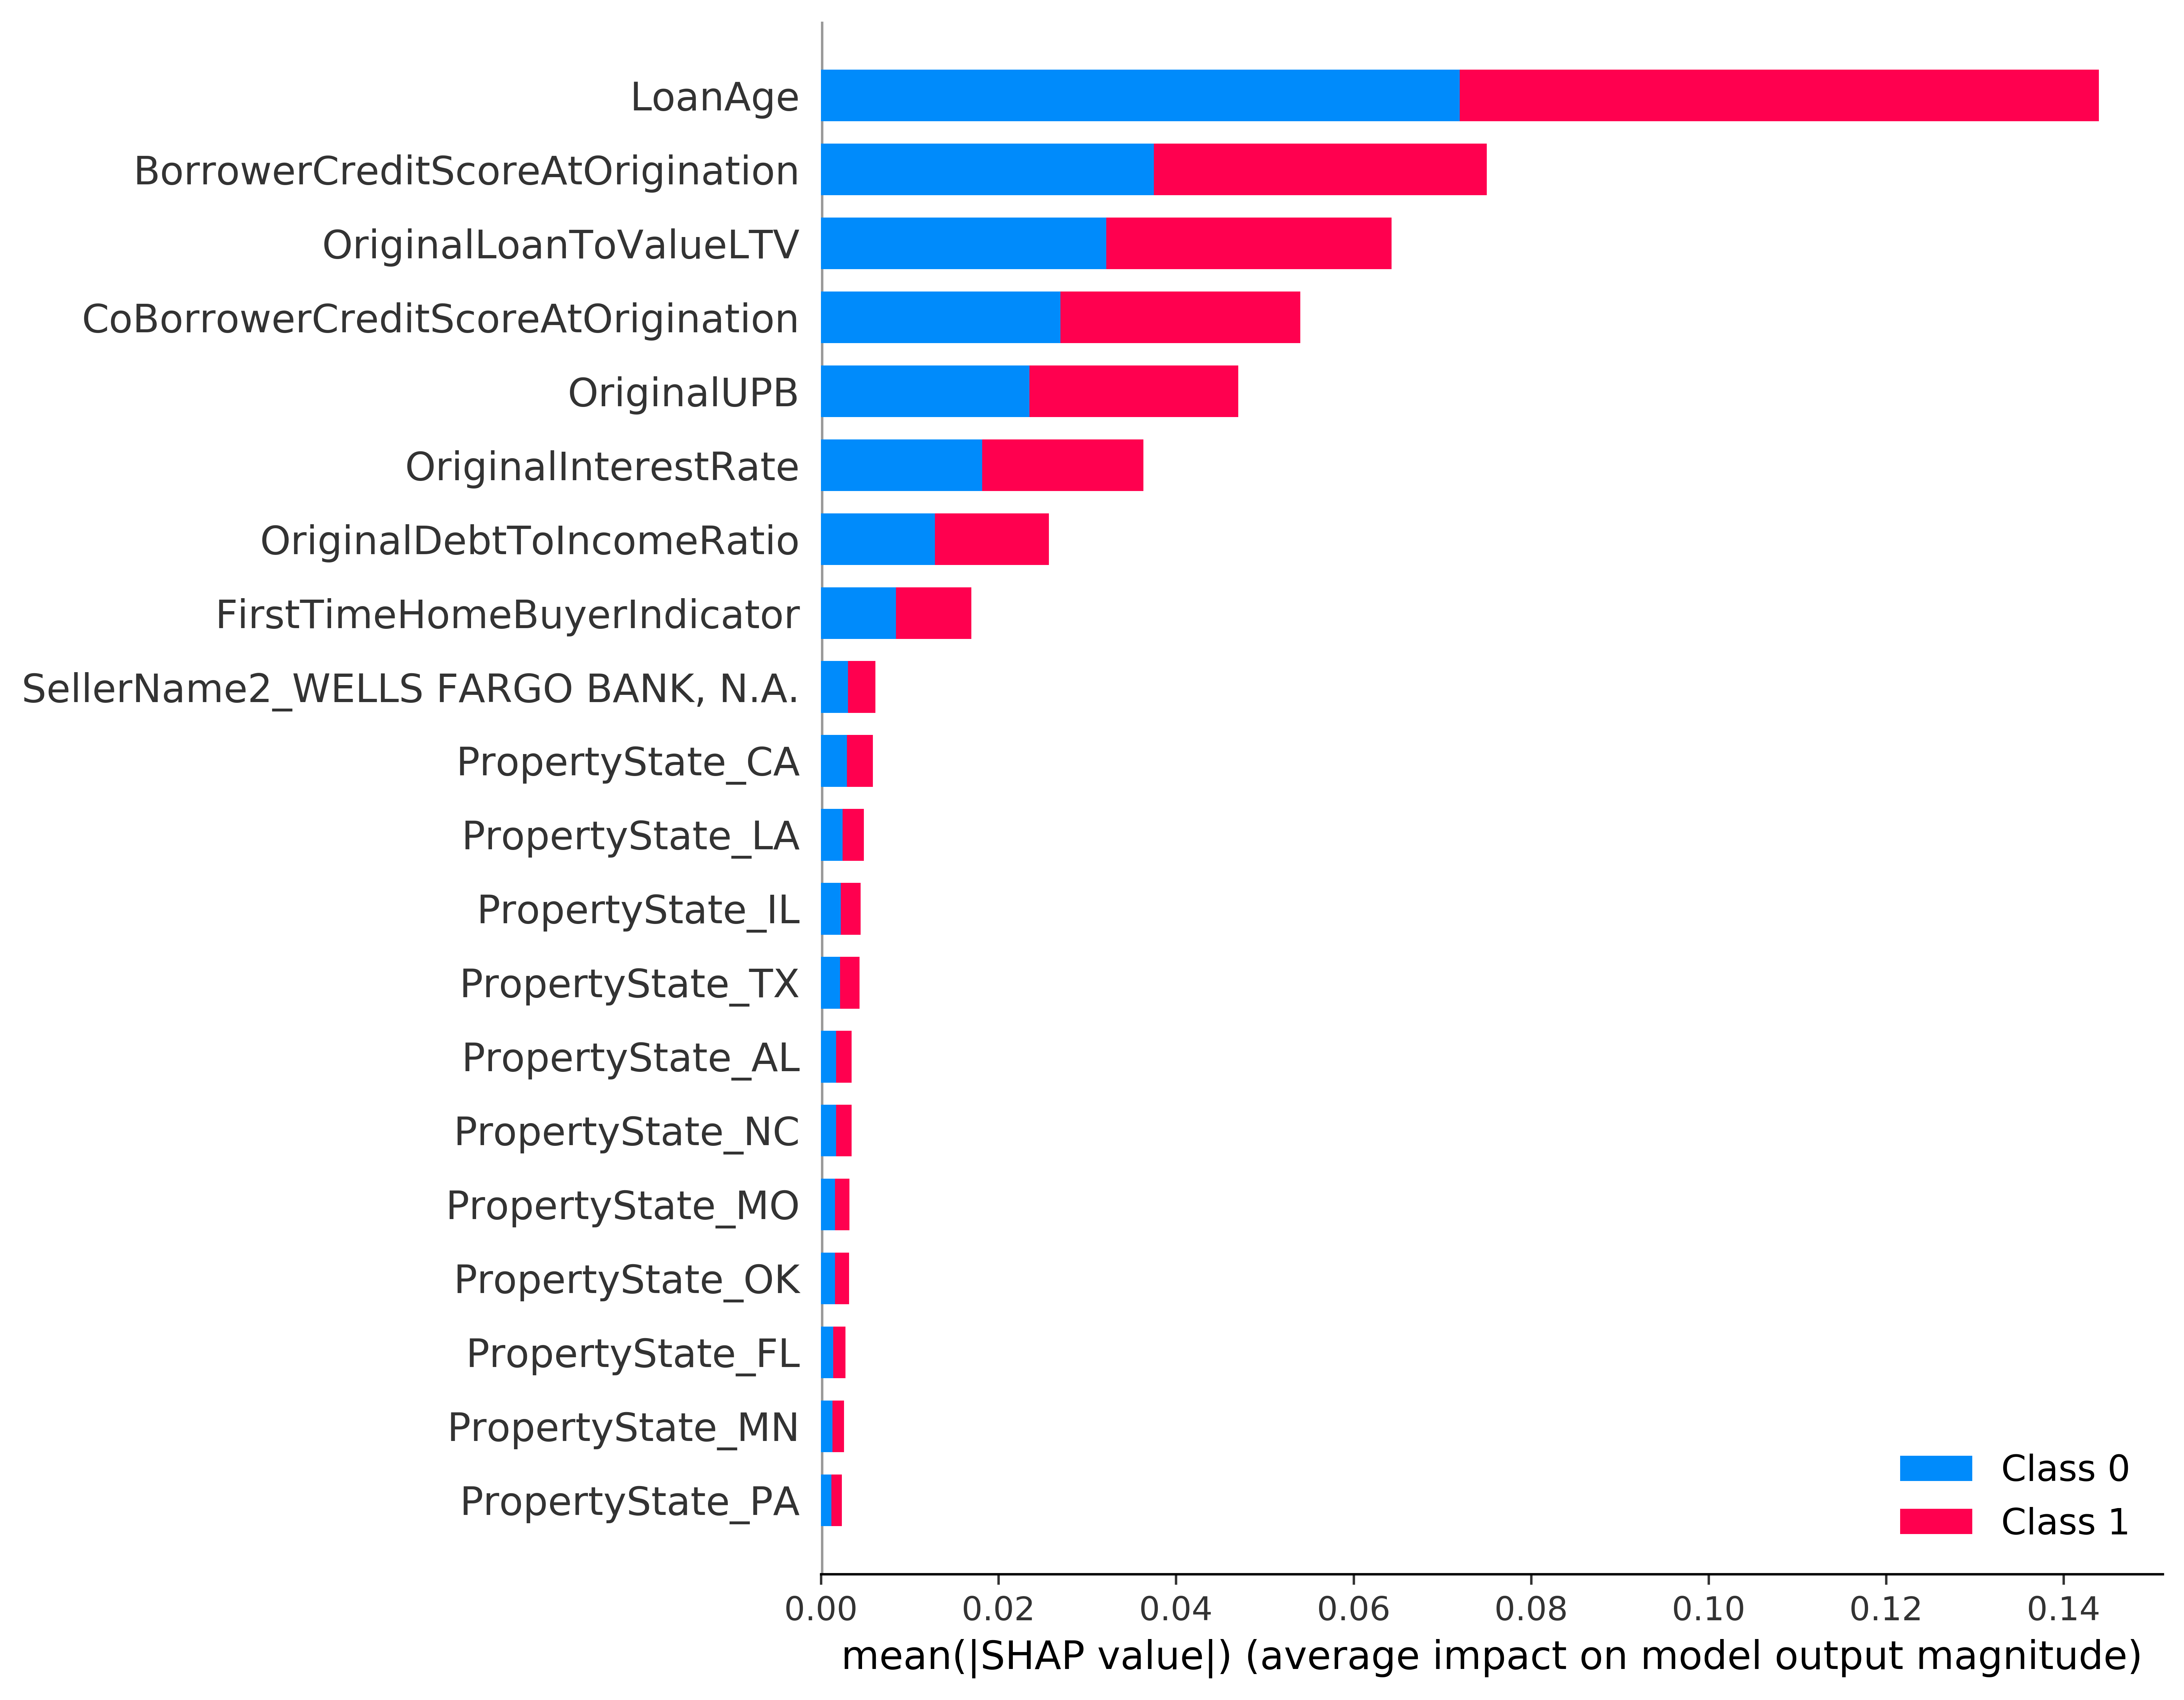 LoanAge
BorrowerCreditScoreAtOrigination
OriginalLoanToValueLTV
CoBorrowerCreditScoreAtOrigination
OriginalUPB
OriginalInterestRate
OriginalDebtToIncomeRatio
FirstTimeHomeBuyerIndicator
SellerName2_WELLS FARGO BANK, N.A.
PropertyState_CA
PropertyState_LA
PropertyState_IL
PropertyState_TX
PropertyState_AL
PropertyState_NC
PropertyState_MO
PropertyState_OK
PropertyState_FL
PropertyState_MN
PropertyState_PA
Class 0
Class 1
0.00 0.02 0.04 0.06 0.08 0.10 0.12 0.14
mean(|SHAP value|) (average impact on model output magnitude)